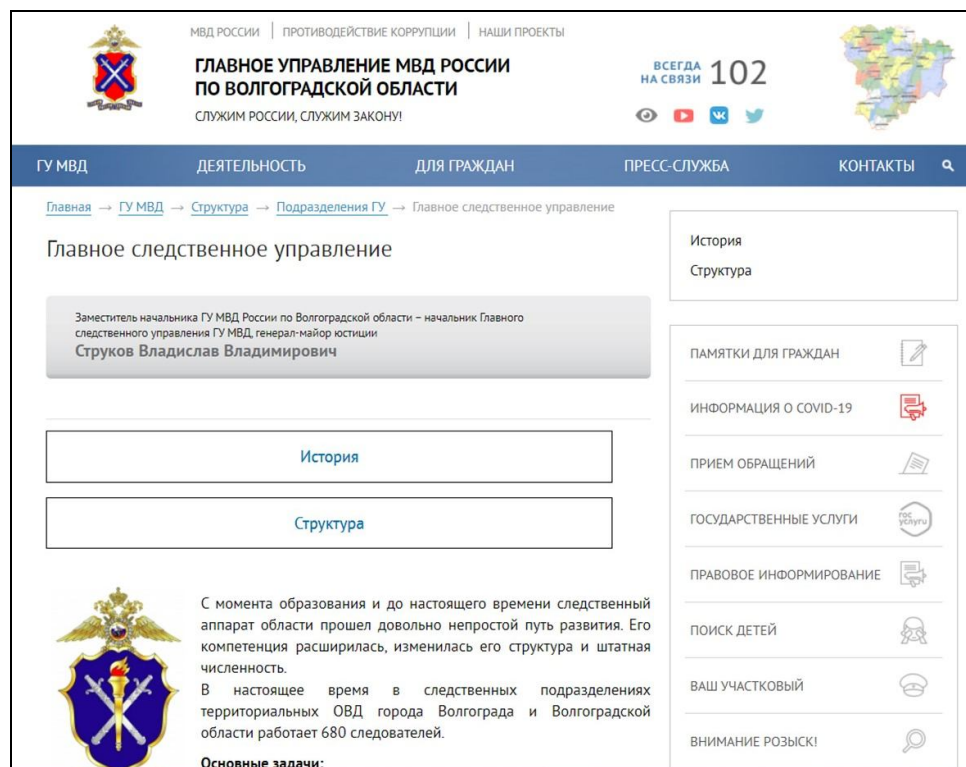 МВД РОССИИ | ПРОТИВОДЕЙСТВИЕ КОРРУПЦИИ | НАШИ ПРОЕКТЫ
ГЛАВНОЕ УПРАВЛЕНИЕ МВД РОССИИ
ПО ВОЛГОГРАДСКОЙ ОБЛАСТИ
СЛУЖИМ РОССИИ, СЛУЖИМ ЗАКОНУ!
ВСЕГДА
НА СВЯЗИ 102
ГУ МВД ДЕЯТЕЛЬНОСТЬ ДЛЯ ГРАЖДАН ПРЕСС-СЛУЖБА КОНТАКТЫ
Главная → ГУ МВД → Структура → Подразделения ГУ → Главное следственное управление
Главное следственное управление
Заместитель начальника ГУ МВД России по Волгоградской области – начальник Главного
следственного управления ГУ МВД, генерал-майор юстиции
Струков Владислав Владимирович
История
Структура
С момента образования и до настоящего времени следственный
аппарат области прошел довольно непростой путь развития. Его
компетенция расширилась, изменилась его структура и штатная
численность.
В настоящее время в следственных подразделениях
территориальных ОВД города Волгограда и Волгоградской
области работает 680 следователей.
Основные задачи:
История
Структура
ПАМЯТКИ ДЛЯ ГРАЖДАН
ИНФОРМАЦИЯ О COVID-19
ПРИЕМ ОБРАЩЕНИЙ
ГОСУДАРСТВЕННЫЕ УСЛУГИ
гос
услуги
ПРАВОВОЕ ИНФОРМИРОВАНИЕ
ПОИСК ДЕТЕЙ
ВАШ УЧАСТКОВЫЙ
ВНИМАНИЕ РОЗЫСК!